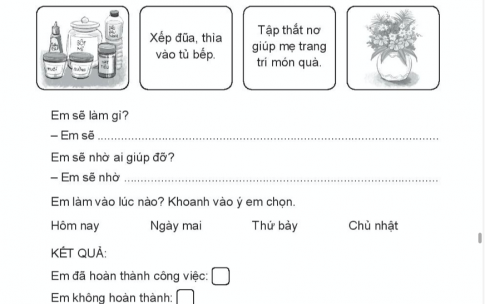 Xếp đũa, thìa
vào tủ bếp.
Tập thắt nơ
giúp mẹ trang
trí món quà.
Em sẽ làm gì?
– Em sẽ
Em sẽ nhờ ai giúp đỡ?
– Em sẽ nhờ
Em làm vào lúc nào? Khoanh vào ý em chọn.
Hôm nay Ngày mai Thứ bảy Chủ nhật
KẾT QUẢ:
Em đã hoàn thành công việc:
Em không hoàn thành: